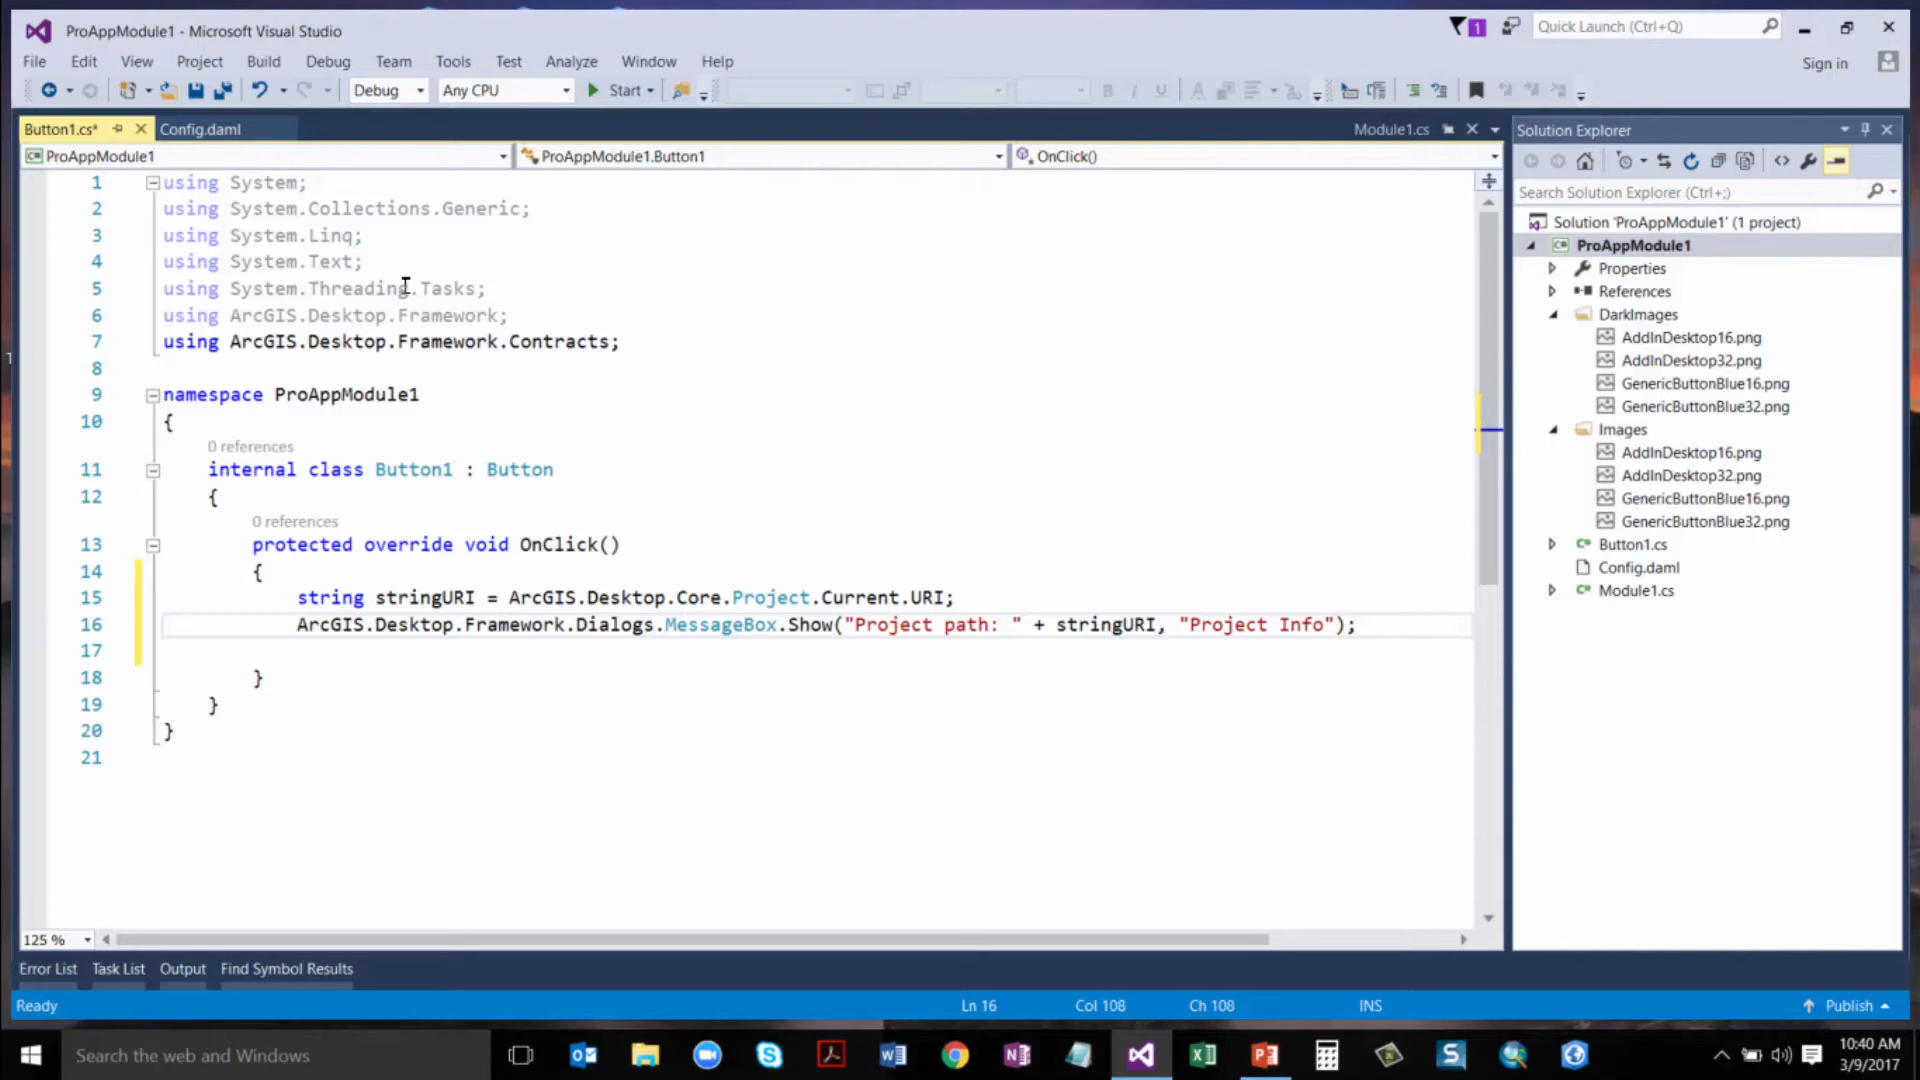 ProAppModule1 - Microsoft Visual Studio
1
Quick Launch (Ctrl+Q)
File Edit View Project Build Debug Team Tools Test Analyze Window Help
Sign in
Debug Any CPU Start
Button1.cs* Config.daml Module1.cs
ProAppModule1 ProAppModule1.Button1 OnClick()
1 using System;
2 using System.Collections.Generic;
3 using System.Linq;
4 using System.Text;
5 using System.Threading.Tasks;
6 using ArcGIS.Desktop.Framework;
7 using ArcGIS.Desktop.Framework.Contracts;
8
9 namespace ProAppModule1
10 {
0 references
11 internal class Button1 : Button
12 {
0 references
13 protected override void OnClick()
14 {
15 string stringURI = ArcGIS.Desktop.Core.Project.Current.URI;
16 ArcGIS.Desktop.Framework.Dialogs.MessageBox.Show("Project path: " + stringURI, "Project Info");
17
18 }
19 }
20 }
21
125 %
Solution Explorer
Search Solution Explorer (Ctrl+;)
Solution 'ProAppModule1' (1 project)
ProAppModule1
Properties
References
DarkImages
AddInDesktop16.png
AddInDesktop32.png
GenericButtonBlue16.png
GenericButtonBlue32.png
Images
AddInDesktop16.png
AddInDesktop32.png
GenericButtonBlue16.png
GenericButtonBlue32.png
Button1.cs
Config.daml
Module1.cs
Error List Task List Output Find Symbol Results
Ready Ln 16 Col 108 Ch 108 INS Publish
Search the web and Windows
10:40 AM
3/9/2017